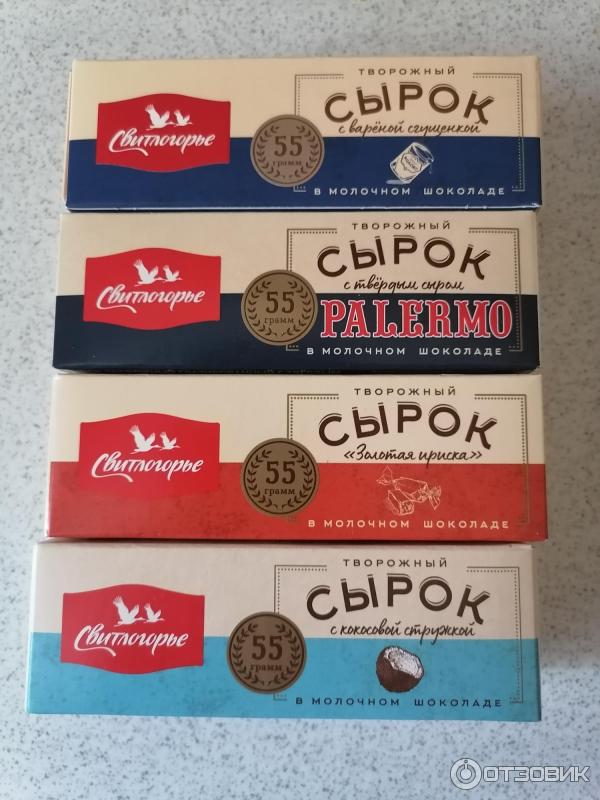 ТВОРОЖНЫЙ
СЫРОК
с варёной сгущенкой
Свитлогорье
55
грамм
В МОЛОЧНОМ ШОКОЛАДЕ
ТВОРОЖНЫЙ
СЫРОК
с твёрдым сыром
Свитлогорье
55
грамм
PALERMO
В МОЛОЧНОМ ШОКОЛАДЕ
ТВОРОЖНЫЙ
СЫРОК
«Золотая ириска»
Свитлогорье
55
грамм
В МОЛОЧНОМ ШОКОЛАДЕ
ТВОРОЖНЫЙ
СЫРОК
с кокосовой стружкой
Свитлогорье
55
грамм
В МОЛОЧНОМ ШОКОЛАДЕ
ОТЗОВИК